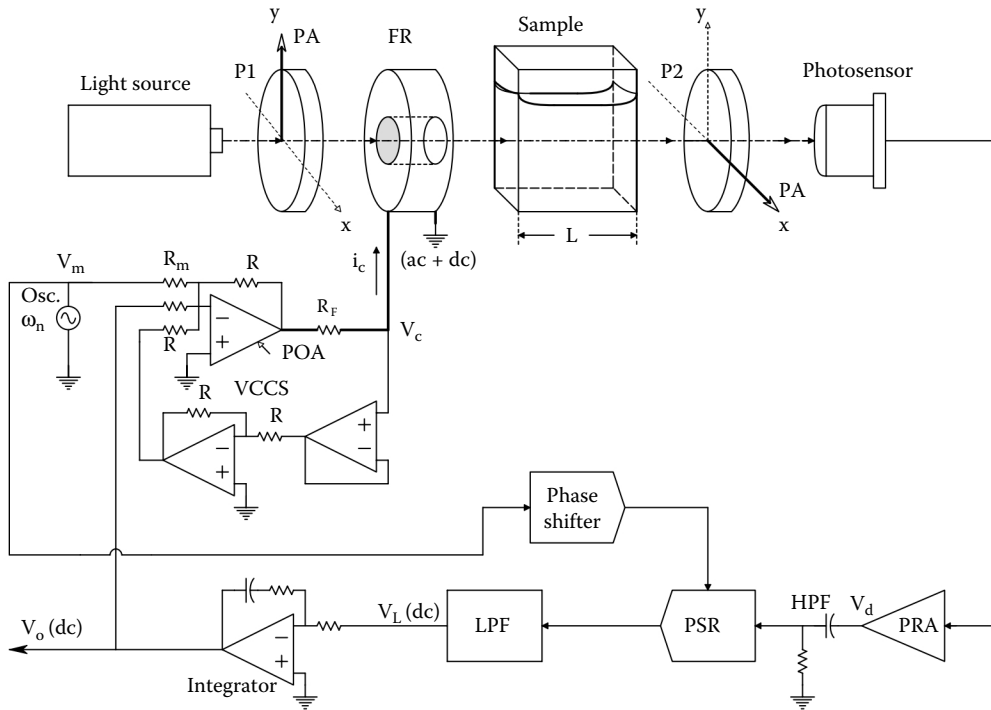 y
PA
FR
Sample
Light source
P1
P2
Photosensor
x
L
PA
x
i_c
(ac + dc)
V_m
R_m
R
Osc.
ω_n
R_F
V_c
R
POA
VCCS
R
R
Phase
shifter
V_o (dc)
Integrator
V_L (dc)
LPF
PSR
HPF
V_d
PRA
y
−
+
−
+
+
−
−
+